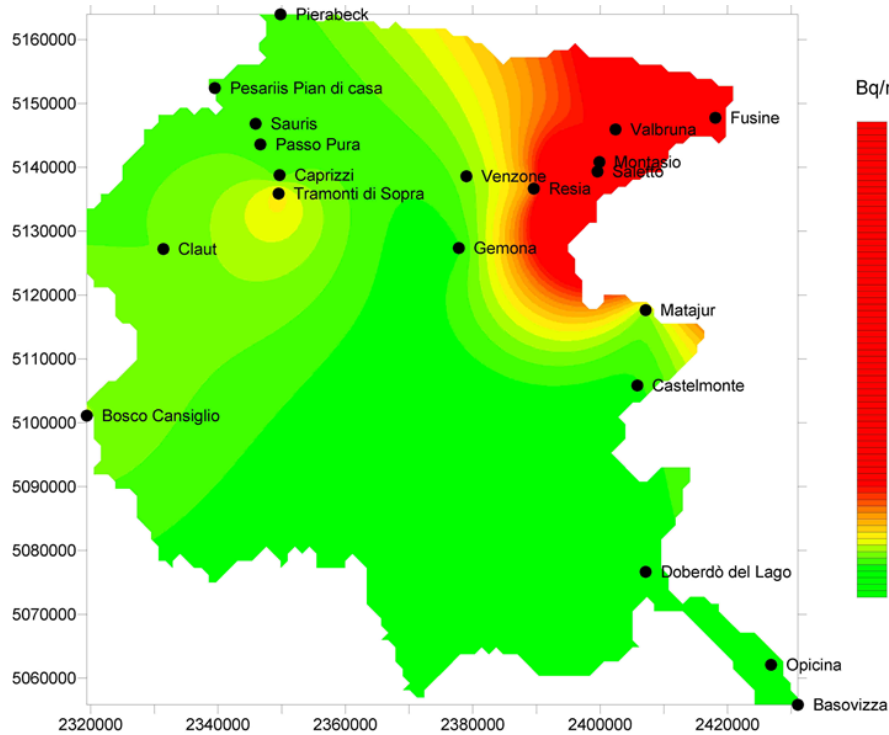 Pierabeck
5160000
Bq/
Pesariis Pian di casa
5150000
Fusine
Sauris
Valbruna
Passo Pura
5140000
Montasio
Caprizzi
Venzone
Saletto
Tramonti di Sopra
Resia
5130000
Claut
Gemona
5120000
Matajur
5110000
Castelmonte
Bosco Cansiglio
5100000
5090000
5080000
Doberdò del Lago
5070000
Opicina
5060000
Basovizza
2320000 2340000 2360000 2380000 2400000 2420000